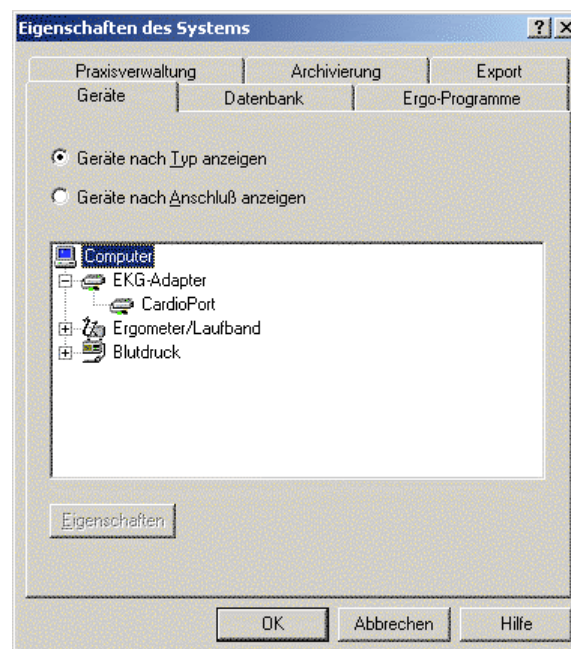 Eigenschaften des Systems
Praxisverwaltung Archivierung Export
Geräte Datenbank Ergo-Programme
Geräte nach Typ anzeigen
Geräte nach Anschluß anzeigen
Computer
EKG-Adapter
CardioPort
Ergometer/Laufband
Blutdruck
Eigenschaften
OK Abbrechen Hilfe